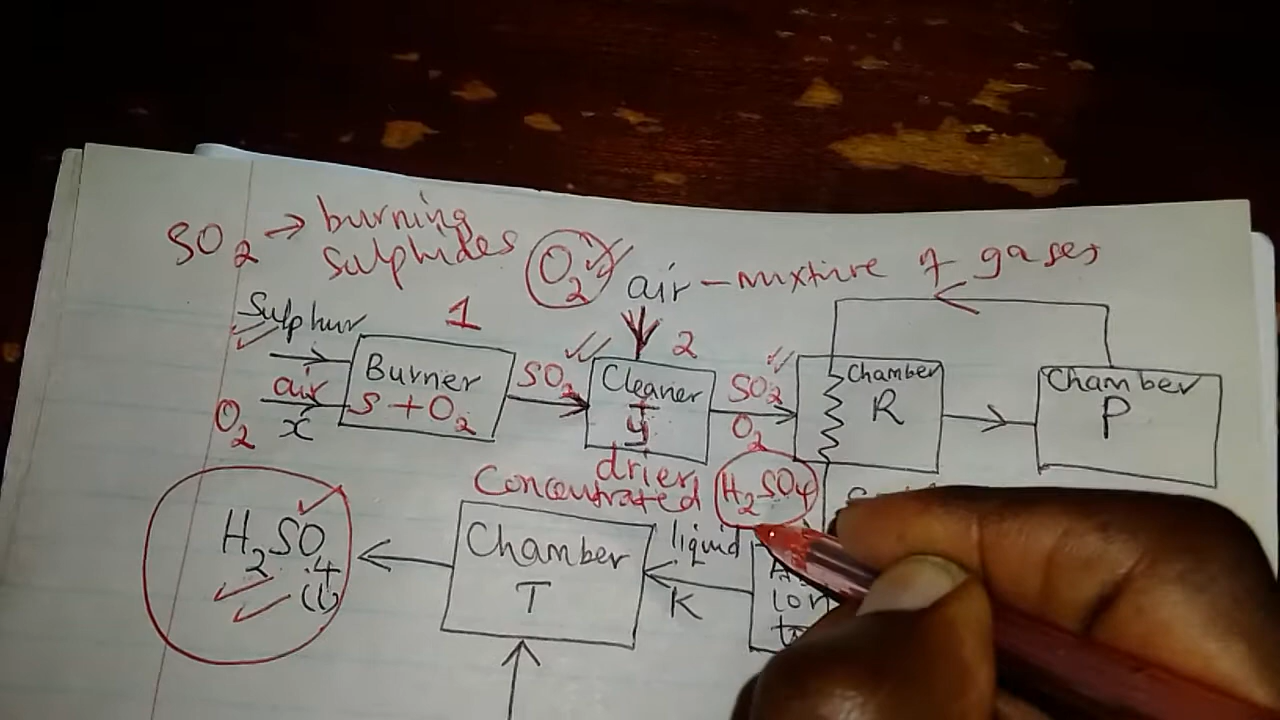 SO2 → burning
sulphides
O2
air - mixture of gases
Sulphur
1
2
air
O2
x
Burner
S + O2
SO2
Cleaner
y
SO2
O2
Chamber
R
Chamber
P
drier
Concentrated
H2SO4
H2SO4
(l)
Chamber
T
liquid
K